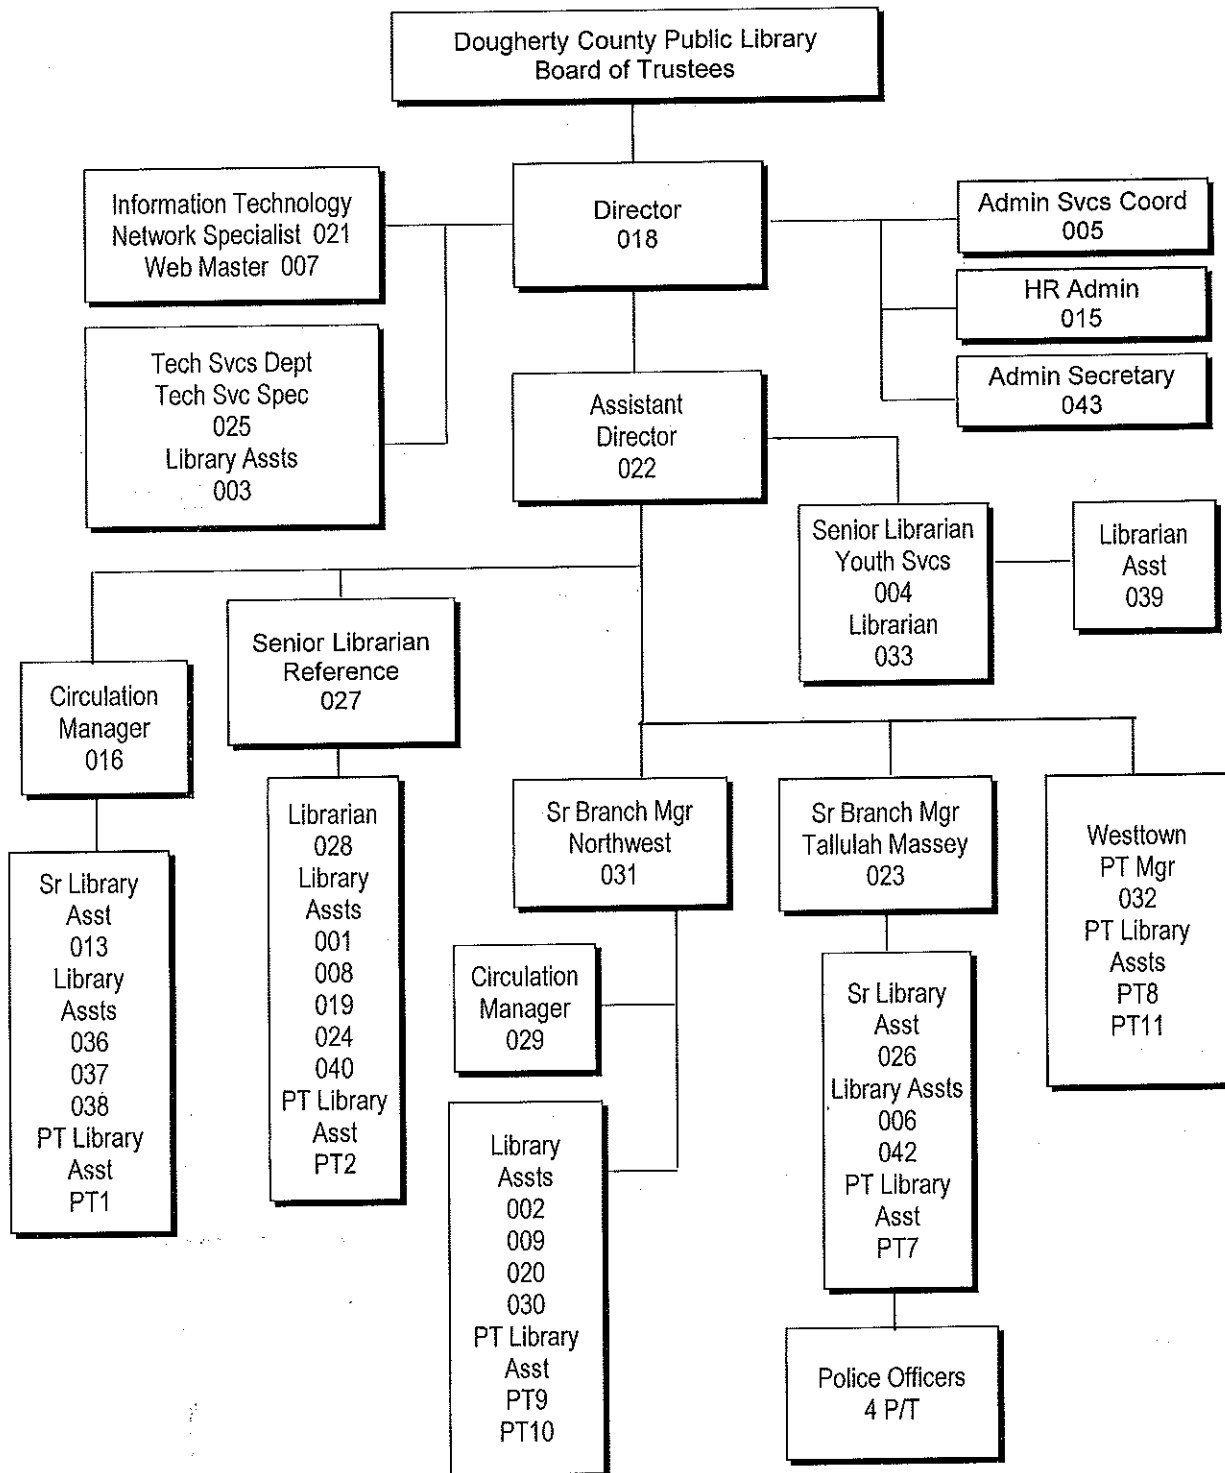 Dougherty County Public Library
Board of Trustees
Information Technology
Network Specialist 021
Web Master 007
Director
018
Admin Svcs Coord
005
HR Admin
015
Admin Secretary
043
Tech Svcs Dept
Tech Svc Spec
025
Library Assts
003
Assistant
Director
022
Senior Librarian
Youth Svcs
004
Librarian
033
Librarian
Asst
039
Circulation
Manager
016
Senior Librarian
Reference
027
Sr Library
Asst
013
Library
Assts
036
037
038
PT Library
Asst
PT1
Librarian
028
Library
Assts
001
008
019
024
040
PT Library
Asst
PT2
Sr Branch Mgr
Northwest
031
Circulation
Manager
029
Library
Assts
002
009
020
030
PT Library
Asst
PT9
PT10
Sr Branch Mgr
Tallulah Massey
023
Sr Library
Asst
026
Library Assts
006
042
PT Library
Asst
PT7
Police Officers
4 P/T
Westtown
PT Mgr
032
PT Library
Assts
PT8
PT11